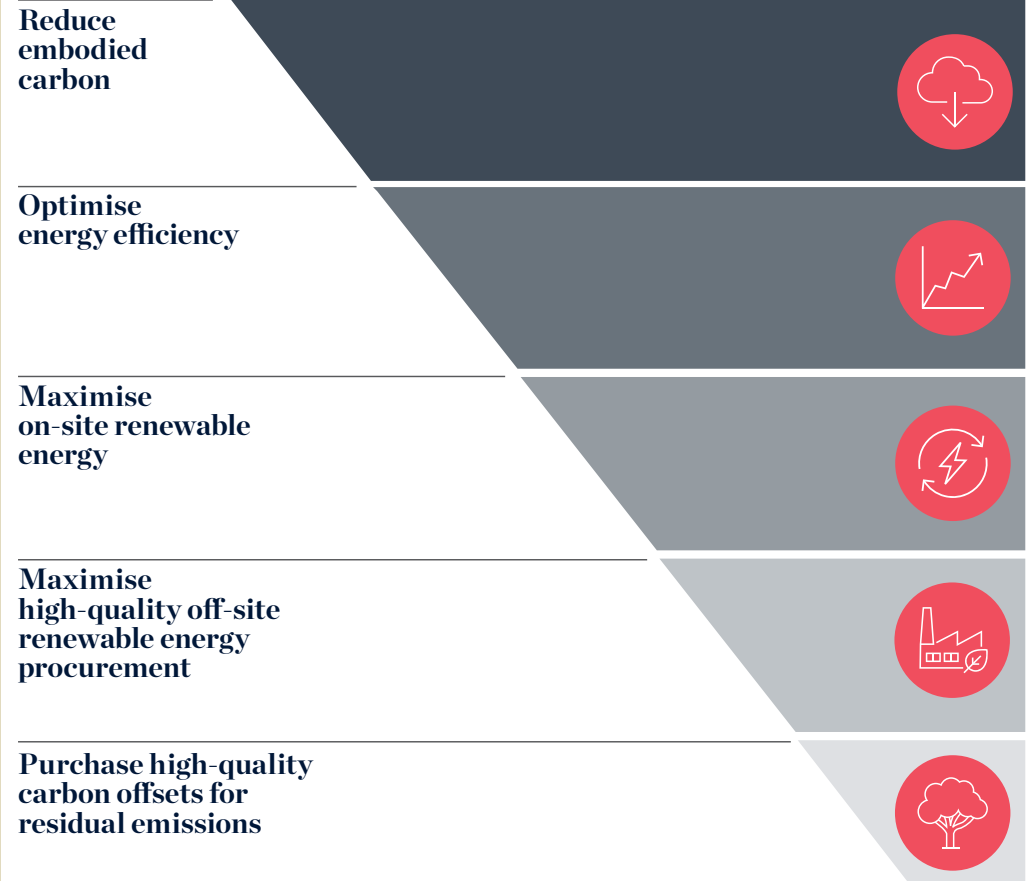 Reduce
embodied
carbon
Optimise
energy efficiency
Maximise
on-site renewable
energy
Maximise
high-quality off-site
renewable energy
procurement
Purchase high-quality
carbon offsets for
residual emissions